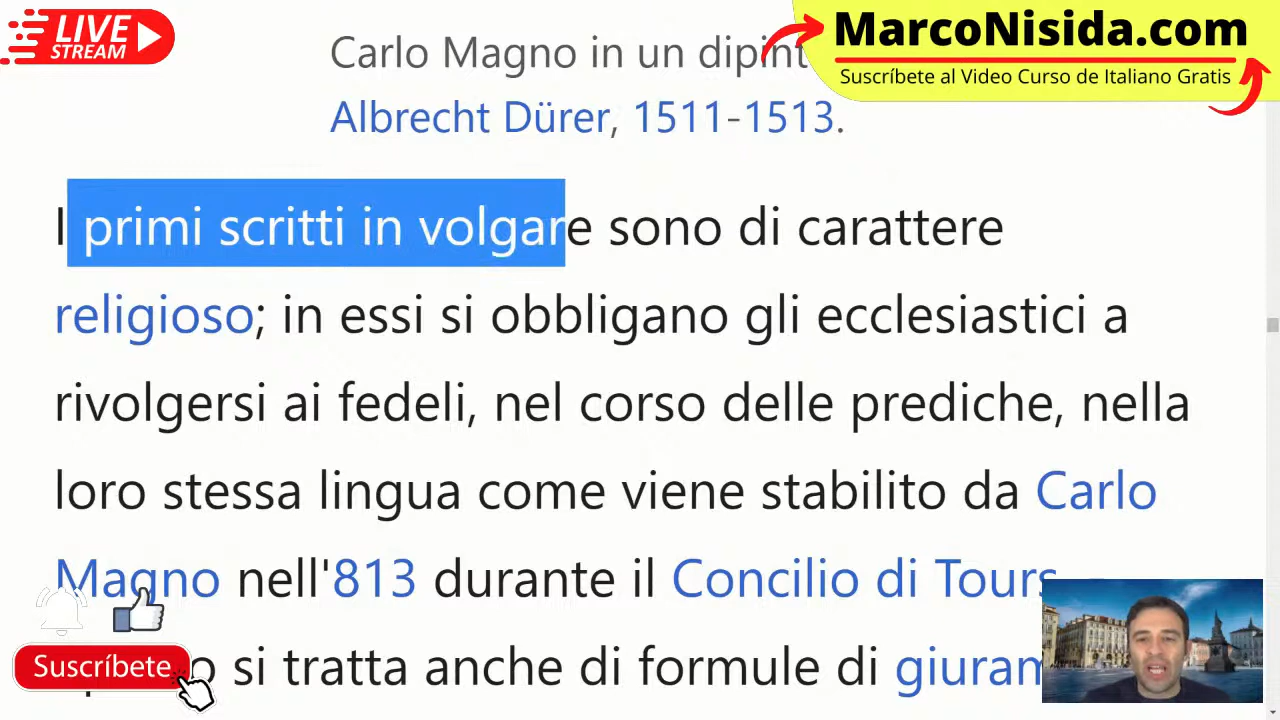 LIVE
STREAM
MarcoNisida.com
Suscríbete al Video Curso de Italiano Gratis
Carlo Magno in un
Albrecht Dürer, 1511-1513.
I primi scritti in volgare sono di carattere
religioso; in essi si obbligano gli ecclesiastici a
rivolgersi ai fedeli, nel corso delle prediche, nella
loro stessa lingua come viene stabilito da Carlo
Magno nell'813 durante il Concilio di Tours
si tratta anche di formule di
Suscríbete